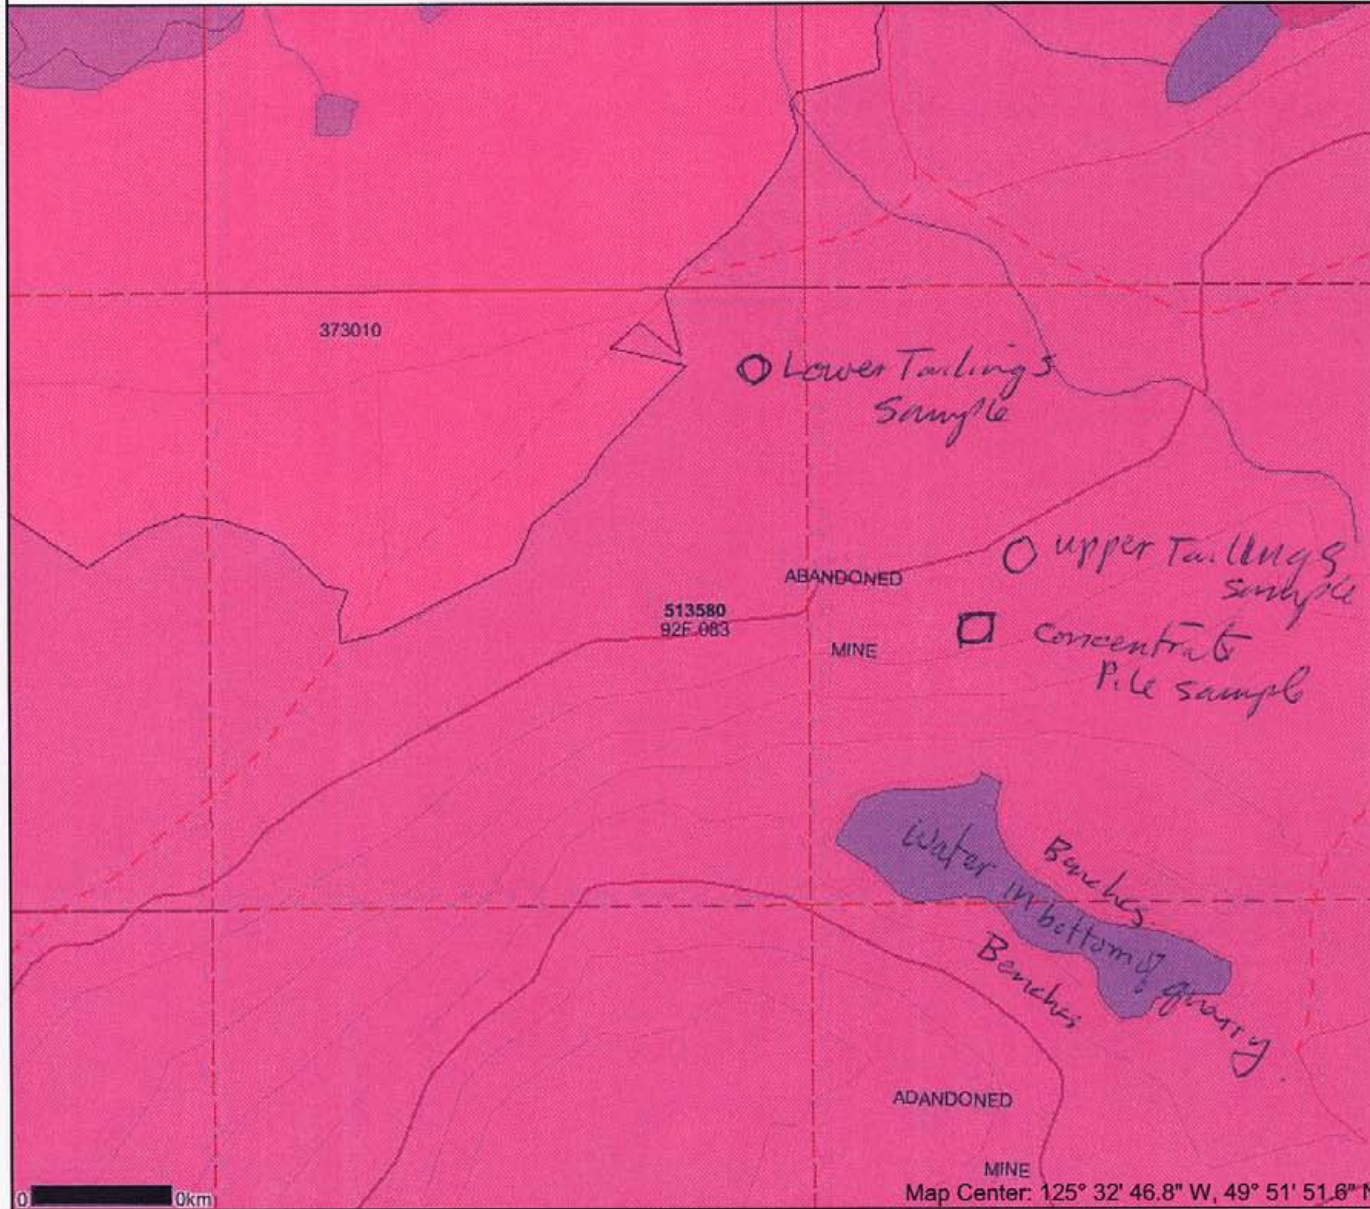 373010
Lower Tailings
Sample
upper Tailings
Sample
ABANDONED
513580
92F.083
MINE
Concentrate
Pile Sample
Water in bottom of quarry
Benches
Benches
ADANDONED
MINE
0 0km
Map Center: 125° 32' 46.8" W, 49° 51' 51.6" N